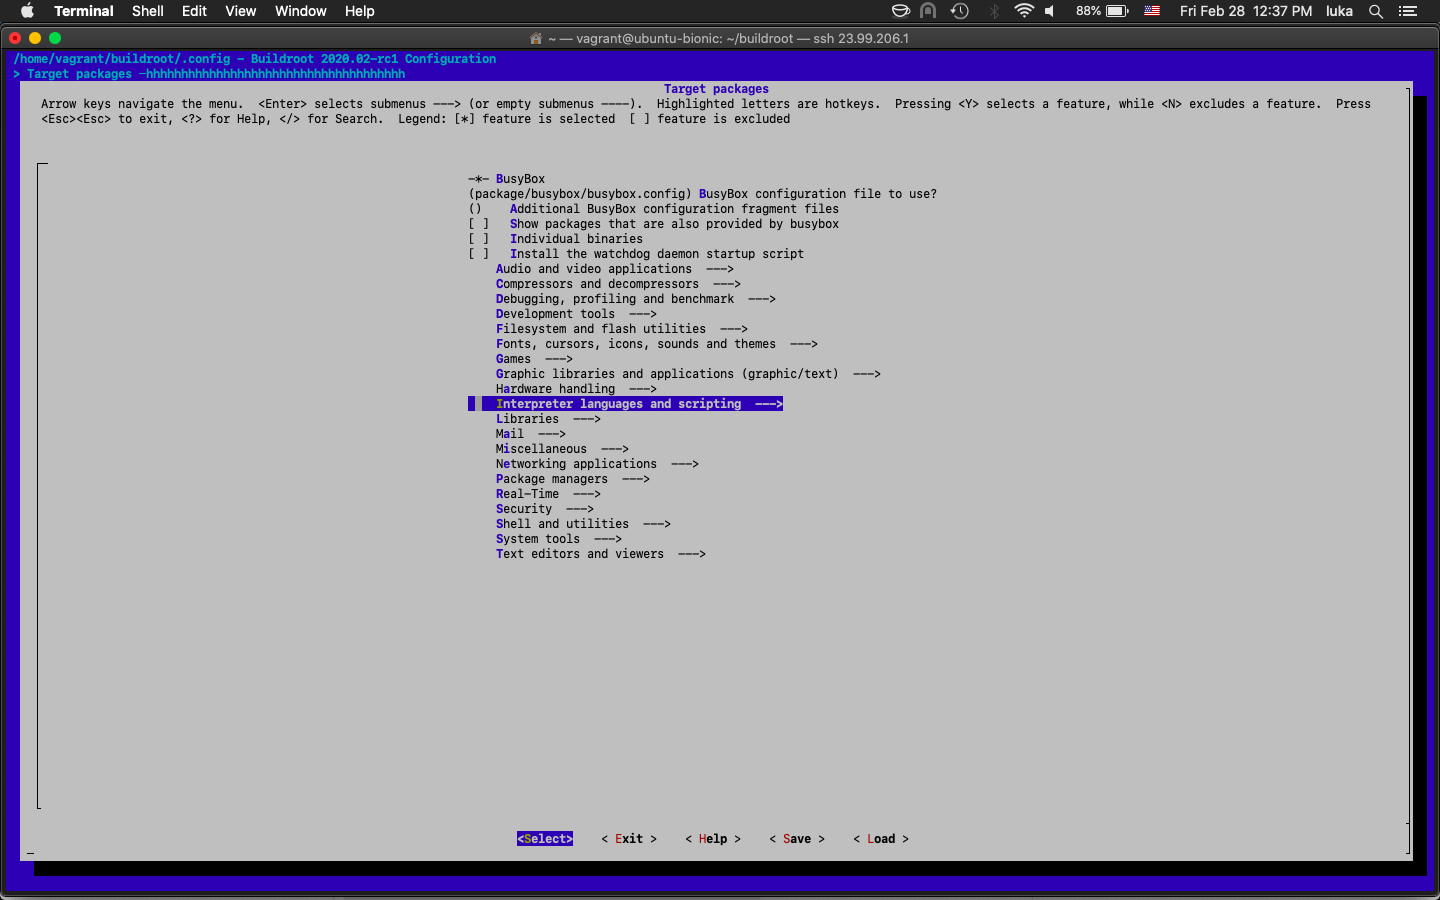 Terminal Shell Edit View Window Help 88% Fri Feb 28 12:37 PM luka
~ — vagrant@ubuntu-bionic: ~/buildroot — ssh 23.99.206.1
/home/vagrant/buildroot/.config - Buildroot 2020.02-rc1 Configuration
> Target packages —hhhhhhhhhhhhhhhhhhhhhhhhhhhhhhhhhhhhh
Target packages
Arrow keys navigate the menu.  <Enter> selects submenus ---> (or empty submenus ----).  Highlighted letters are hotkeys.  Pressing <Y> selects a feature, while <N> excludes a feature.  Press
<Esc><Esc> to exit, <?> for Help, </> for Search.  Legend: [*] feature is selected  [ ] feature is excluded
-*- BusyBox
(package/busybox/busybox.config) BusyBox configuration file to use?
()    Additional BusyBox configuration fragment files
[ ]   Show packages that are also provided by busybox
[ ]   Individual binaries
[ ]   Install the watchdog daemon startup script
Audio and video applications  --->
Compressors and decompressors  --->
Debugging, profiling and benchmark  --->
Development tools  --->
Filesystem and flash utilities  --->
Fonts, cursors, icons, sounds and themes  --->
Games  --->
Graphic libraries and applications (graphic/text)  --->
Hardware handling  --->
Interpreter languages and scripting  --->
Libraries  --->
Mail  --->
Miscellaneous  --->
Networking applications  --->
Package managers  --->
Real-Time  --->
Security  --->
Shell and utilities  --->
System tools  --->
Text editors and viewers  --->
<Select>    < Exit >    < Help >    < Save >    < Load >